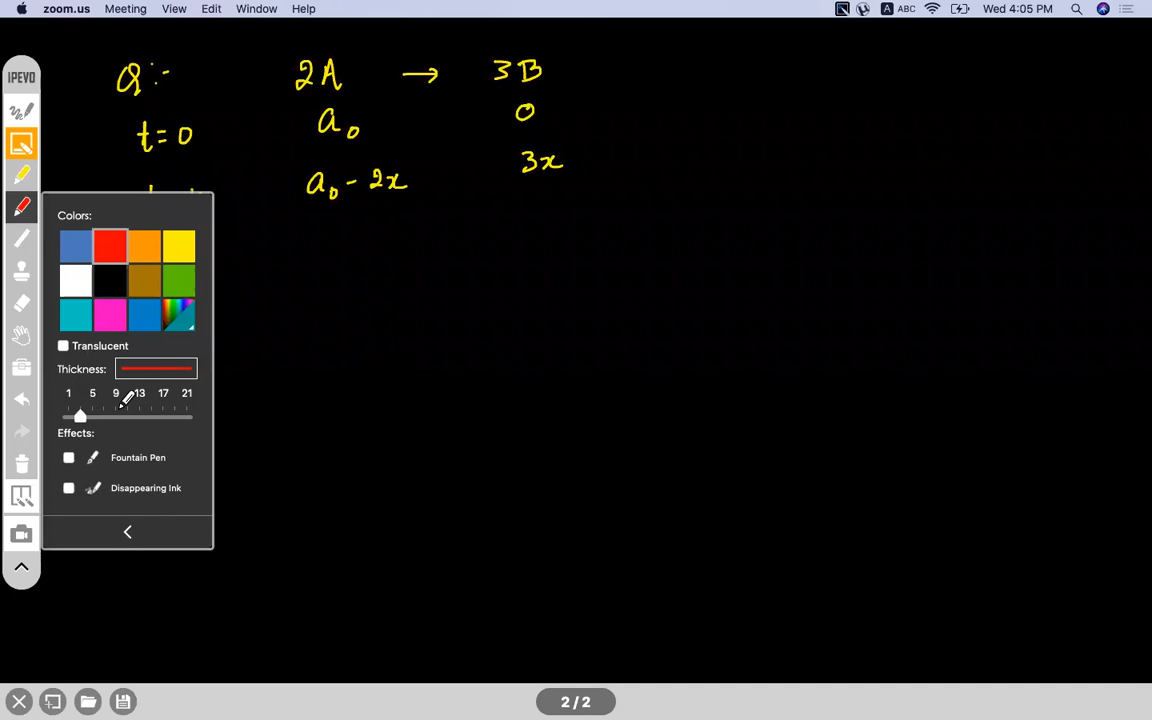 zoom.us Meeting View Edit Window Help A ABC Wed 4:05 PM
IPEVO
Q :- 2A → 3B
t = 0 a₀ 0
a₀ - 2x 3x
Colors:
Translucent
Thickness:
1 5 9 13 17 21
Effects:
Fountain Pen
Disappearing Ink
2/2